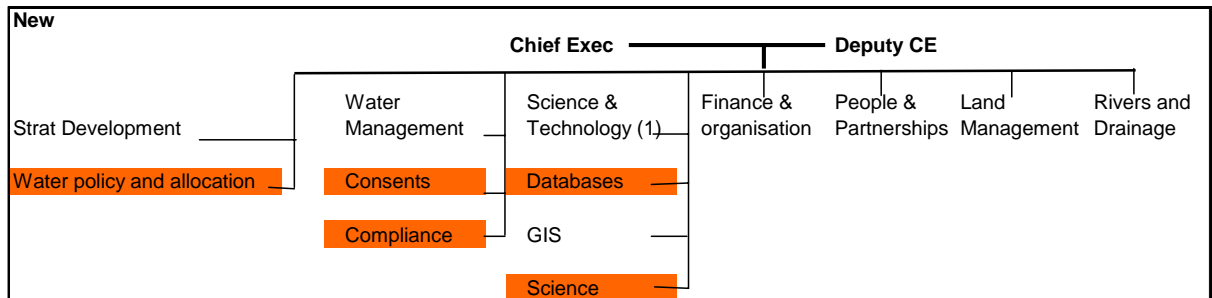 New
Chief Exec Deputy CE
Water Science & Finance & People & Land Rivers and
Strat Development Management Technology (1) organisation Partnerships Management Drainage
Water policy and allocation Consents Databases
Compliance GIS
Science